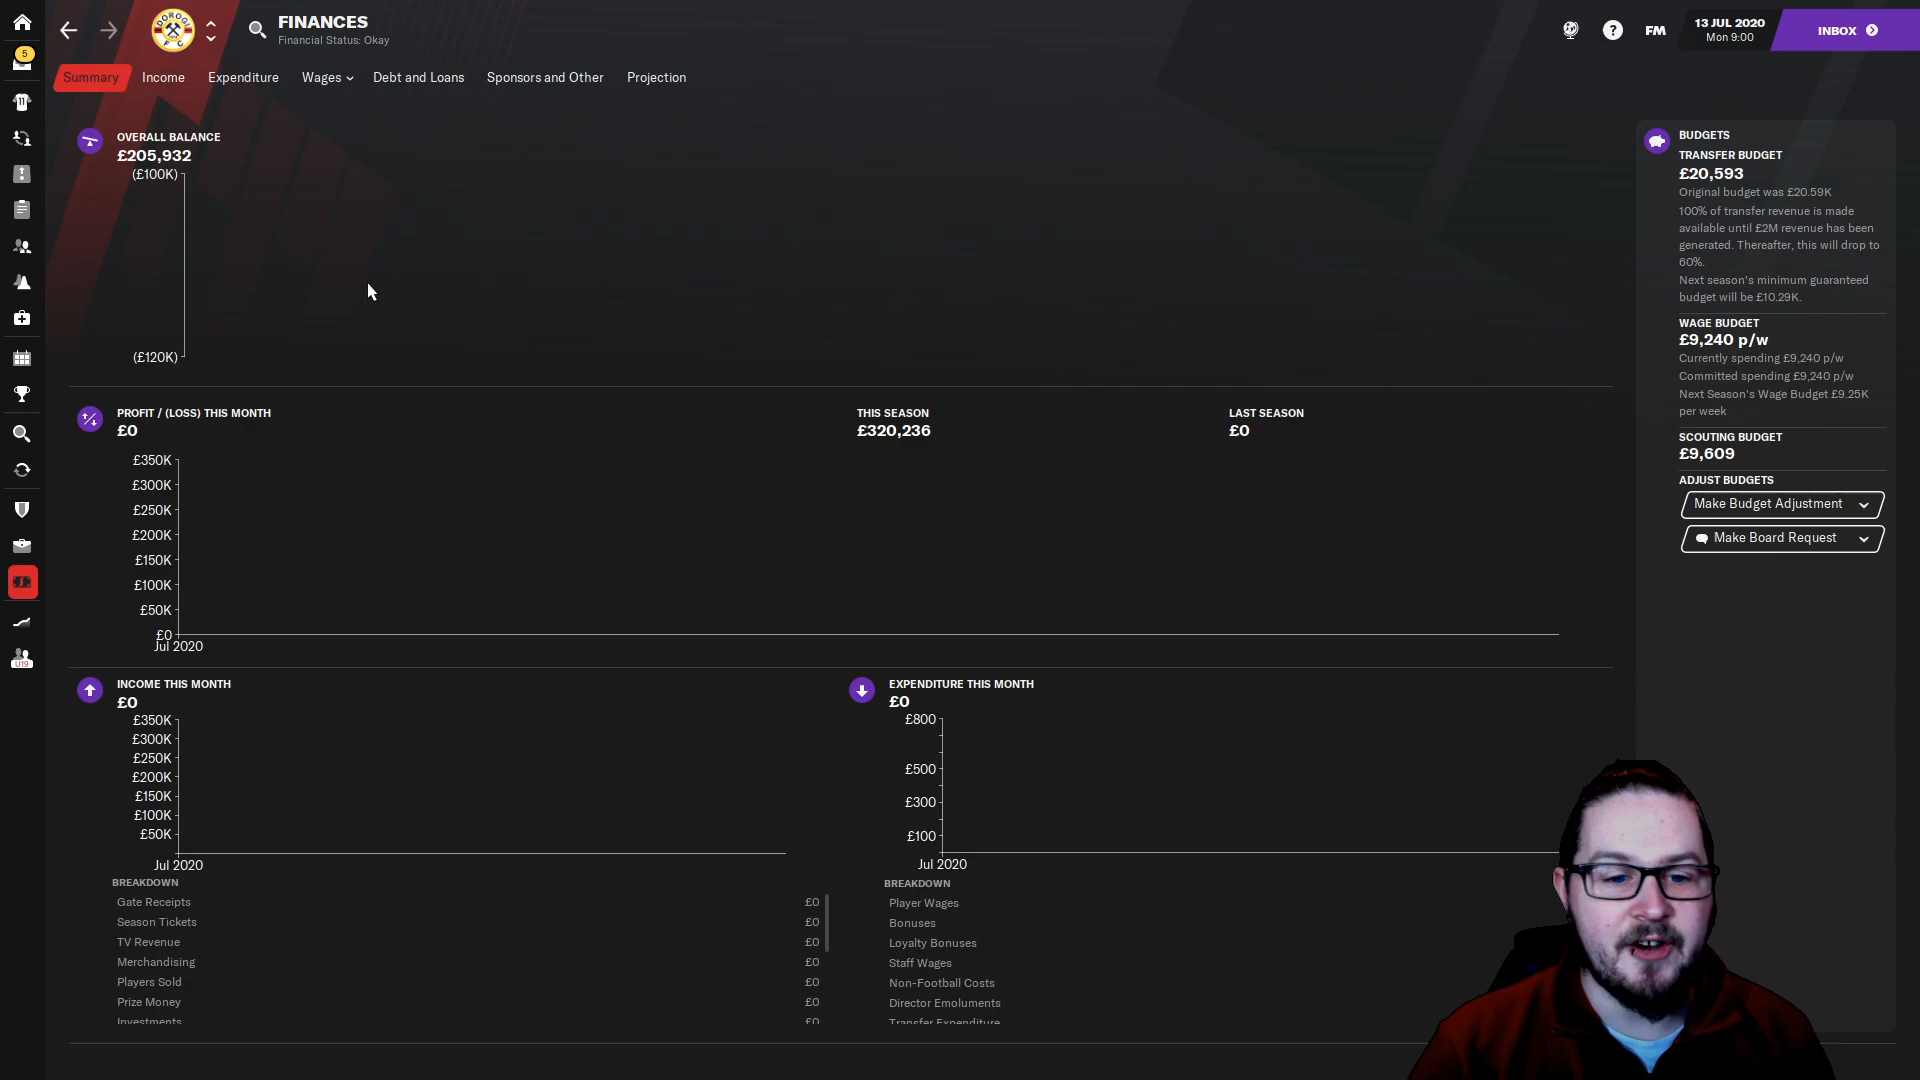 DOROGI
F C
FINANCES
Financial Status: Okay
FM
13 JUL 2020
Mon 9:00
INBOX
5
Summary
Income
Expenditure
Wages
Debt and Loans
Sponsors and Other
Projection
OVERALL BALANCE
£205,932
(£100K)
(£120K)
PROFIT / (LOSS) THIS MONTH
£0
THIS SEASON
£320,236
LAST SEASON
£0
£350K
£300K
£250K
£200K
£150K
£100K
£50K
£0
Jul 2020
INCOME THIS MONTH
£0
£350K
£300K
£250K
£200K
£150K
£100K
£50K
Jul 2020
BREAKDOWN
Gate Receipts £0
Season Tickets £0
TV Revenue £0
Merchandising £0
Players Sold £0
Prize Money £0
Investments £0
EXPENDITURE THIS MONTH
£0
£800
£500
£300
£100
Jul 2020
BREAKDOWN
Player Wages
Bonuses
Loyalty Bonuses
Staff Wages
Non-Football Costs
Director Emoluments
Transfer Expenditure
BUDGETS
TRANSFER BUDGET
£20,593
Original budget was £20.59K
100% of transfer revenue is made
available until £2M revenue has been
generated. Thereafter, this will drop to
60%.
Next season's minimum guaranteed
budget will be £10.29K.
WAGE BUDGET
£9,240 p/w
Currently spending £9,240 p/w
Committed spending £9,240 p/w
Next Season's Wage Budget £9.25K
per week
SCOUTING BUDGET
£9,609
ADJUST BUDGETS
Make Budget Adjustment
Make Board Request
11
U19